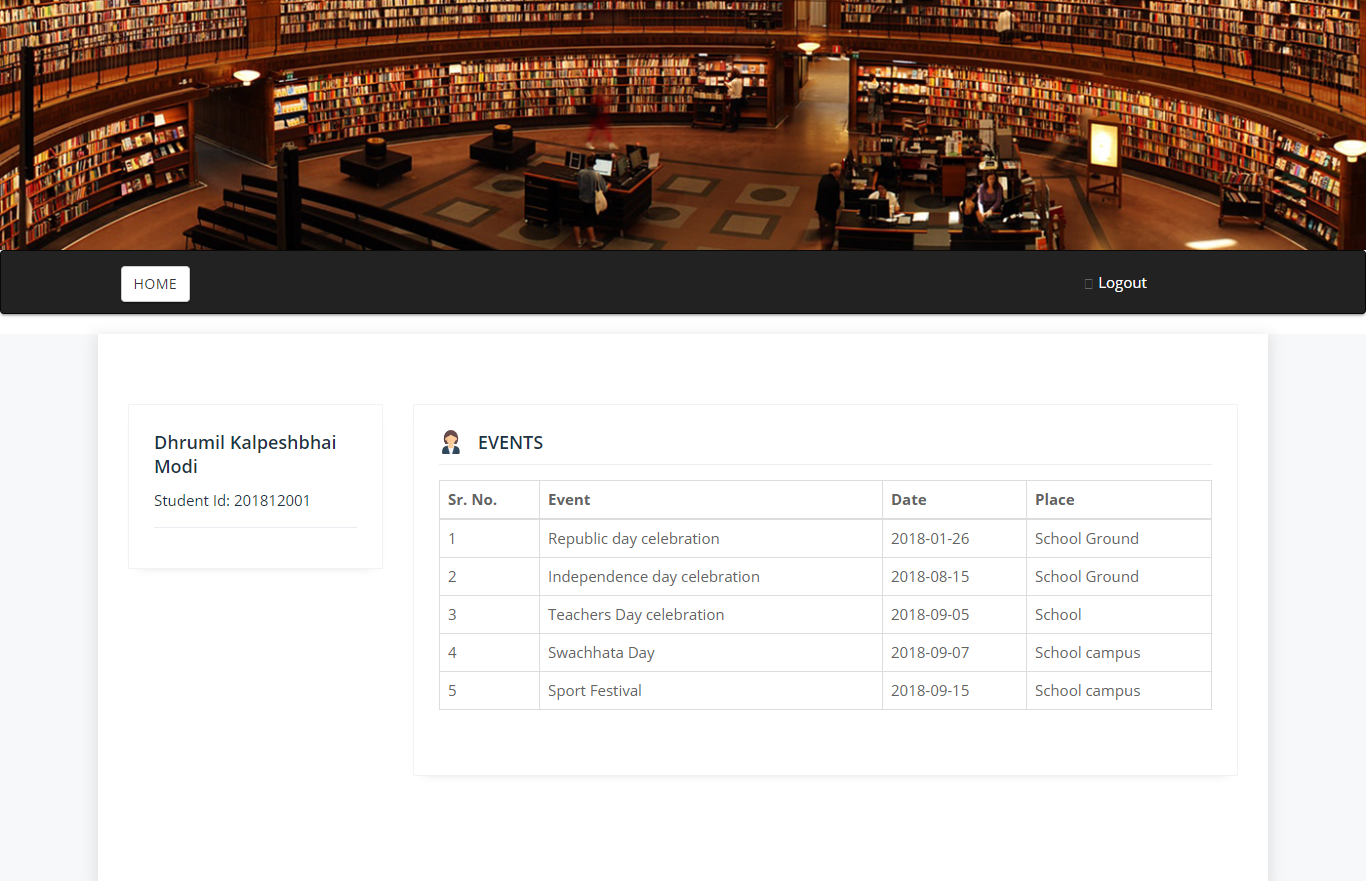 HOME
Logout
Dhrumil Kalpeshbhai
Modi
Student Id: 201812001
EVENTS
Sr. No. Event Date Place
1 Republic day celebration 2018-01-26 School Ground
2 Independence day celebration 2018-08-15 School Ground
3 Teachers Day celebration 2018-09-05 School
4 Swachhata Day 2018-09-07 School campus
5 Sport Festival 2018-09-15 School campus